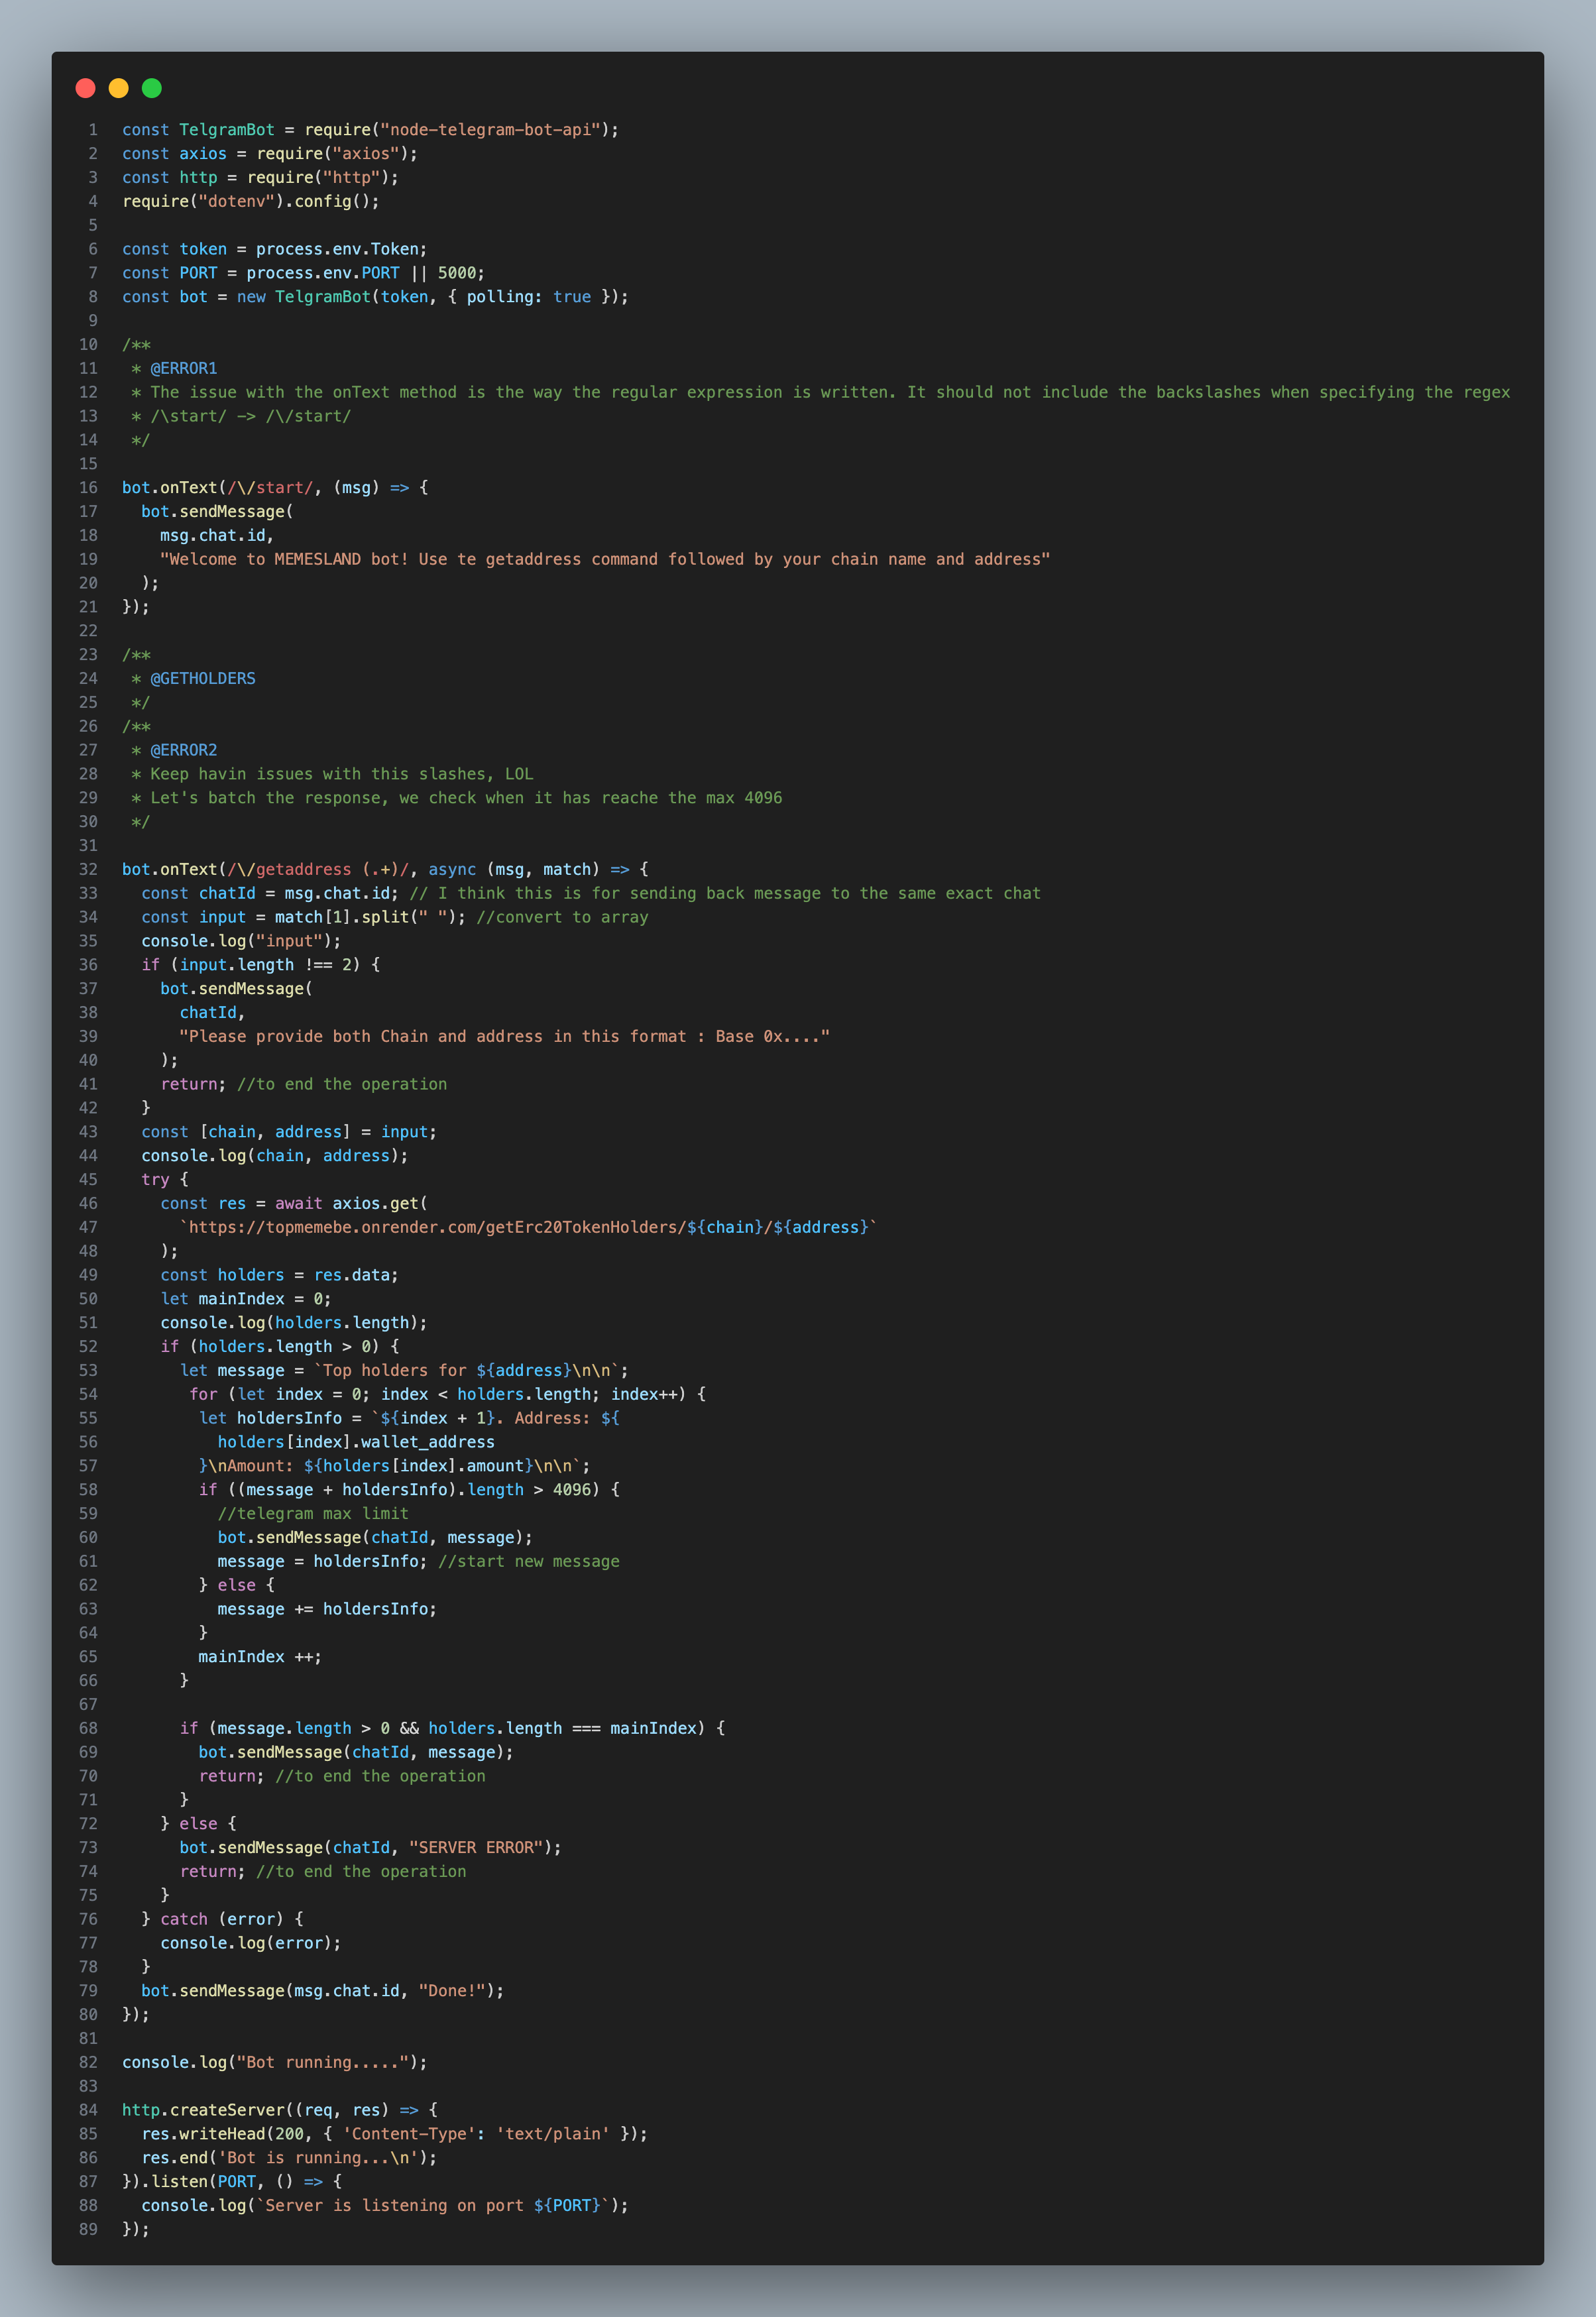 1 const TelgramBot = require("node-telegram-bot-api");
2 const axios = require("axios");
3 const http = require("http");
4 require("dotenv").config();
5
6 const token = process.env.Token;
7 const PORT = process.env.PORT || 5000;
8 const bot = new TelgramBot(token, { polling: true });
9
10 /**
11  * @ERROR1
12  * The issue with the onText method is the way the regular expression is written. It should not include the backslashes when specifying the regex
13  * /\start/ -> /\/start/
14  */
15
16 bot.onText(/\/start/, (msg) => {
17   bot.sendMessage(
18     msg.chat.id,
19     "Welcome to MEMESLAND bot! Use te getaddress command followed by your chain name and address"
20   );
21 });
22
23 /**
24  * @GETHOLDERS
25  */
26 /**
27  * @ERROR2
28  * Keep havin issues with this slashes, LOL
29  * Let's batch the response, we check when it has reache the max 4096
30  */
31
32 bot.onText(/\/getaddress (.+)/, async (msg, match) => {
33   const chatId = msg.chat.id; // I think this is for sending back message to the same exact chat
34   const input = match[1].split(" "); //convert to array
35   console.log("input");
36   if (input.length !== 2) {
37     bot.sendMessage(
38       chatId,
39       "Please provide both Chain and address in this format : Base 0x...."
40     );
41     return; //to end the operation
42   }
43   const [chain, address] = input;
44   console.log(chain, address);
45   try {
46     const res = await axios.get(
47       `https://topmemebe.onrender.com/getErc20TokenHolders/${chain}/${address}`
48     );
49     const holders = res.data;
50     let mainIndex = 0;
51     console.log(holders.length);
52     if (holders.length > 0) {
53       let message = `Top holders for ${address}\n\n`;
54        for (let index = 0; index < holders.length; index++) {
55         let holdersInfo = `${index + 1}. Address: ${
56           holders[index].wallet_address
57         }\nAmount: ${holders[index].amount}\n\n`;
58         if ((message + holdersInfo).length > 4096) {
59           //telegram max limit
60           bot.sendMessage(chatId, message);
61           message = holdersInfo; //start new message
62         } else {
63           message += holdersInfo;
64         }
65         mainIndex ++;
66       }
67
68       if (message.length > 0 && holders.length === mainIndex) {
69         bot.sendMessage(chatId, message);
70         return; //to end the operation
71       }
72     } else {
73       bot.sendMessage(chatId, "SERVER ERROR");
74       return; //to end the operation
75     }
76   } catch (error) {
77     console.log(error);
78   }
79   bot.sendMessage(msg.chat.id, "Done!");
80 });
81
82 console.log("Bot running.....");
83
84 http.createServer((req, res) => {
85   res.writeHead(200, { 'Content-Type': 'text/plain' });
86   res.end('Bot is running...\n');
87 }).listen(PORT, () => {
88   console.log(`Server is listening on port ${PORT}`);
89 });